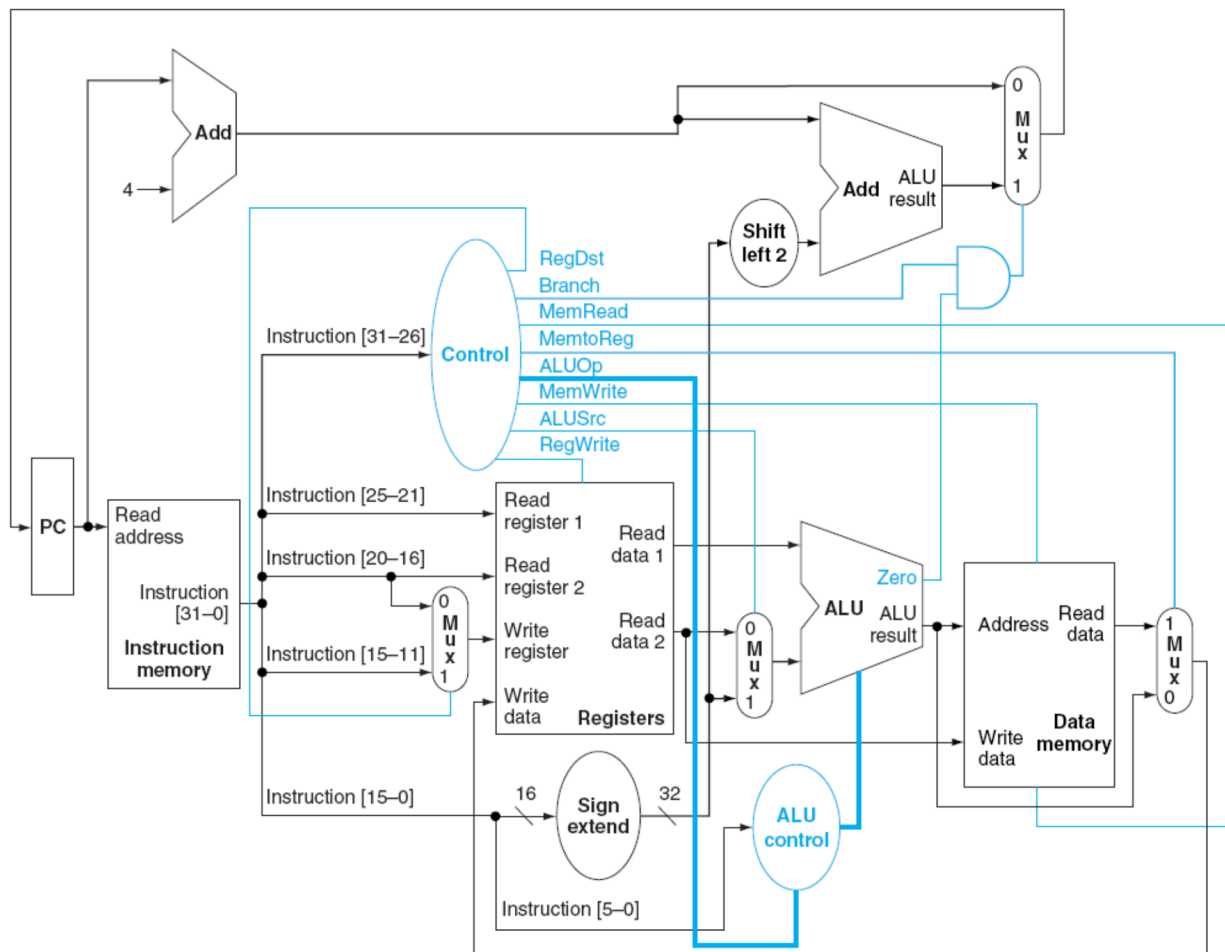 Add
4
0
M
u
x
1
Add
ALU
result
Shift
left 2
RegDst
Branch
MemRead
MemtoReg
ALUOp
MemWrite
ALUSrc
RegWrite
Control
Instruction [31–26]
Instruction [25–21]
Instruction [20–16]
Instruction [15–11]
Instruction [15–0]
Instruction [5–0]
PC
Read
address
Instruction
[31–0]
Instruction
memory
0
M
u
x
1
Read
register 1
Read
register 2
Write
register
Write
data
Read
data 1
Read
data 2
Registers
0
M
u
x
1
Zero
ALU
ALU
result
Address
Read
data
Write
data
Data
memory
1
M
u
x
0
16
Sign
extend
32
ALU
control